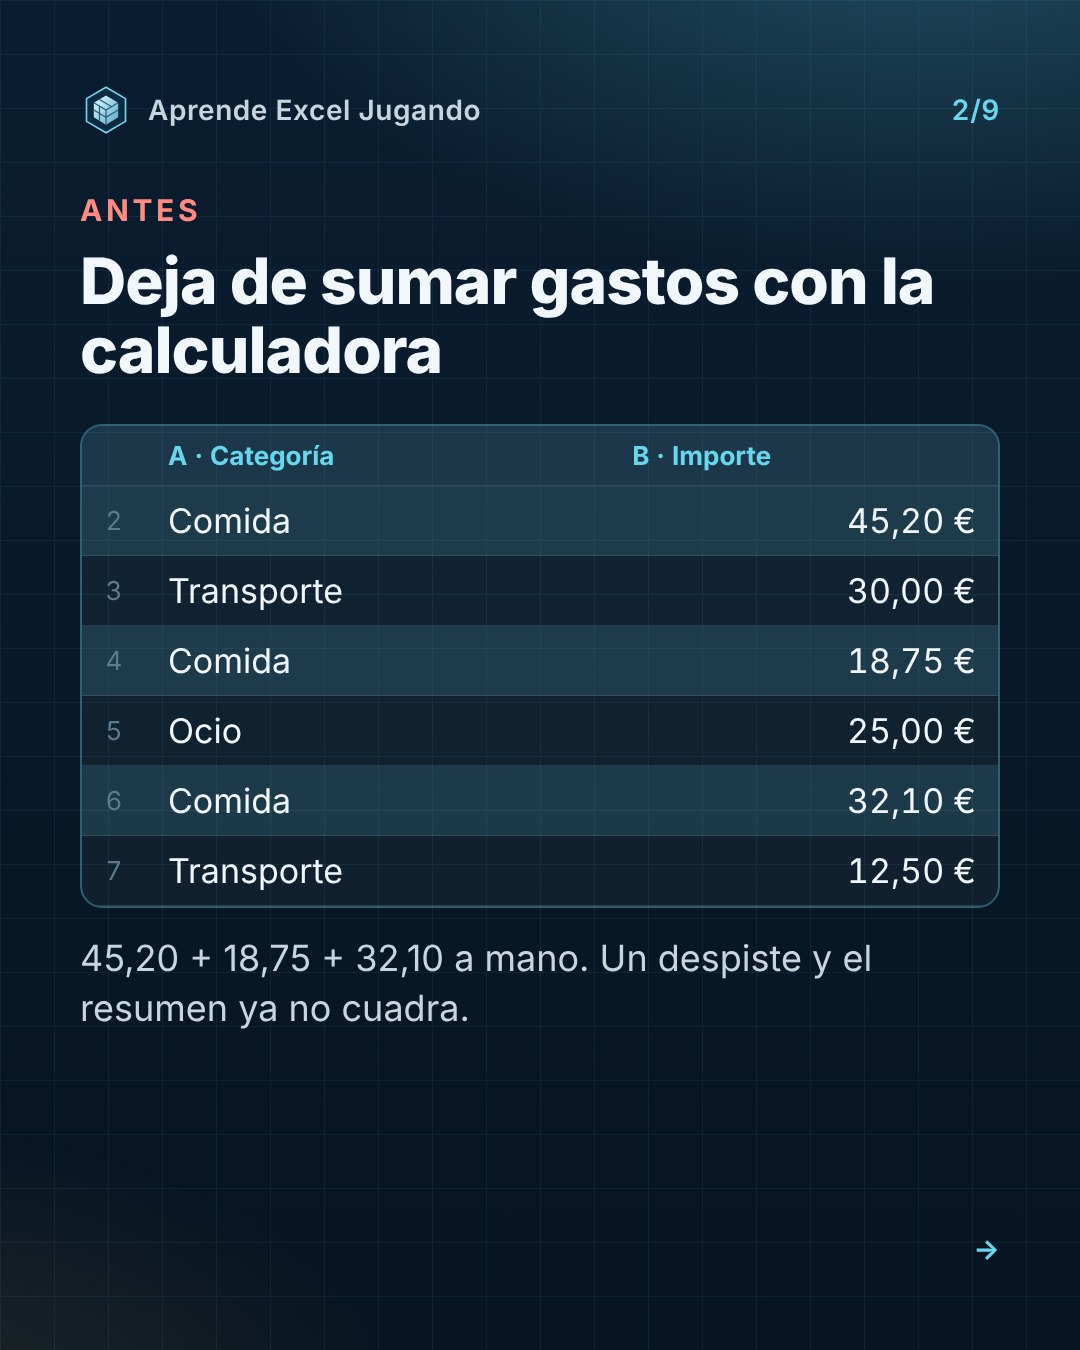 Aprende Excel Jugando 2/9
ANTES
Deja de sumar gastos con la
calculadora
A · Categoría B · Importe
2 Comida 45,20 €
3 Transporte 30,00 €
4 Comida 18,75 €
5 Ocio 25,00 €
6 Comida 32,10 €
7 Transporte 12,50 €
45,20 + 18,75 + 32,10 a mano. Un despiste y el
resumen ya no cuadra.
→